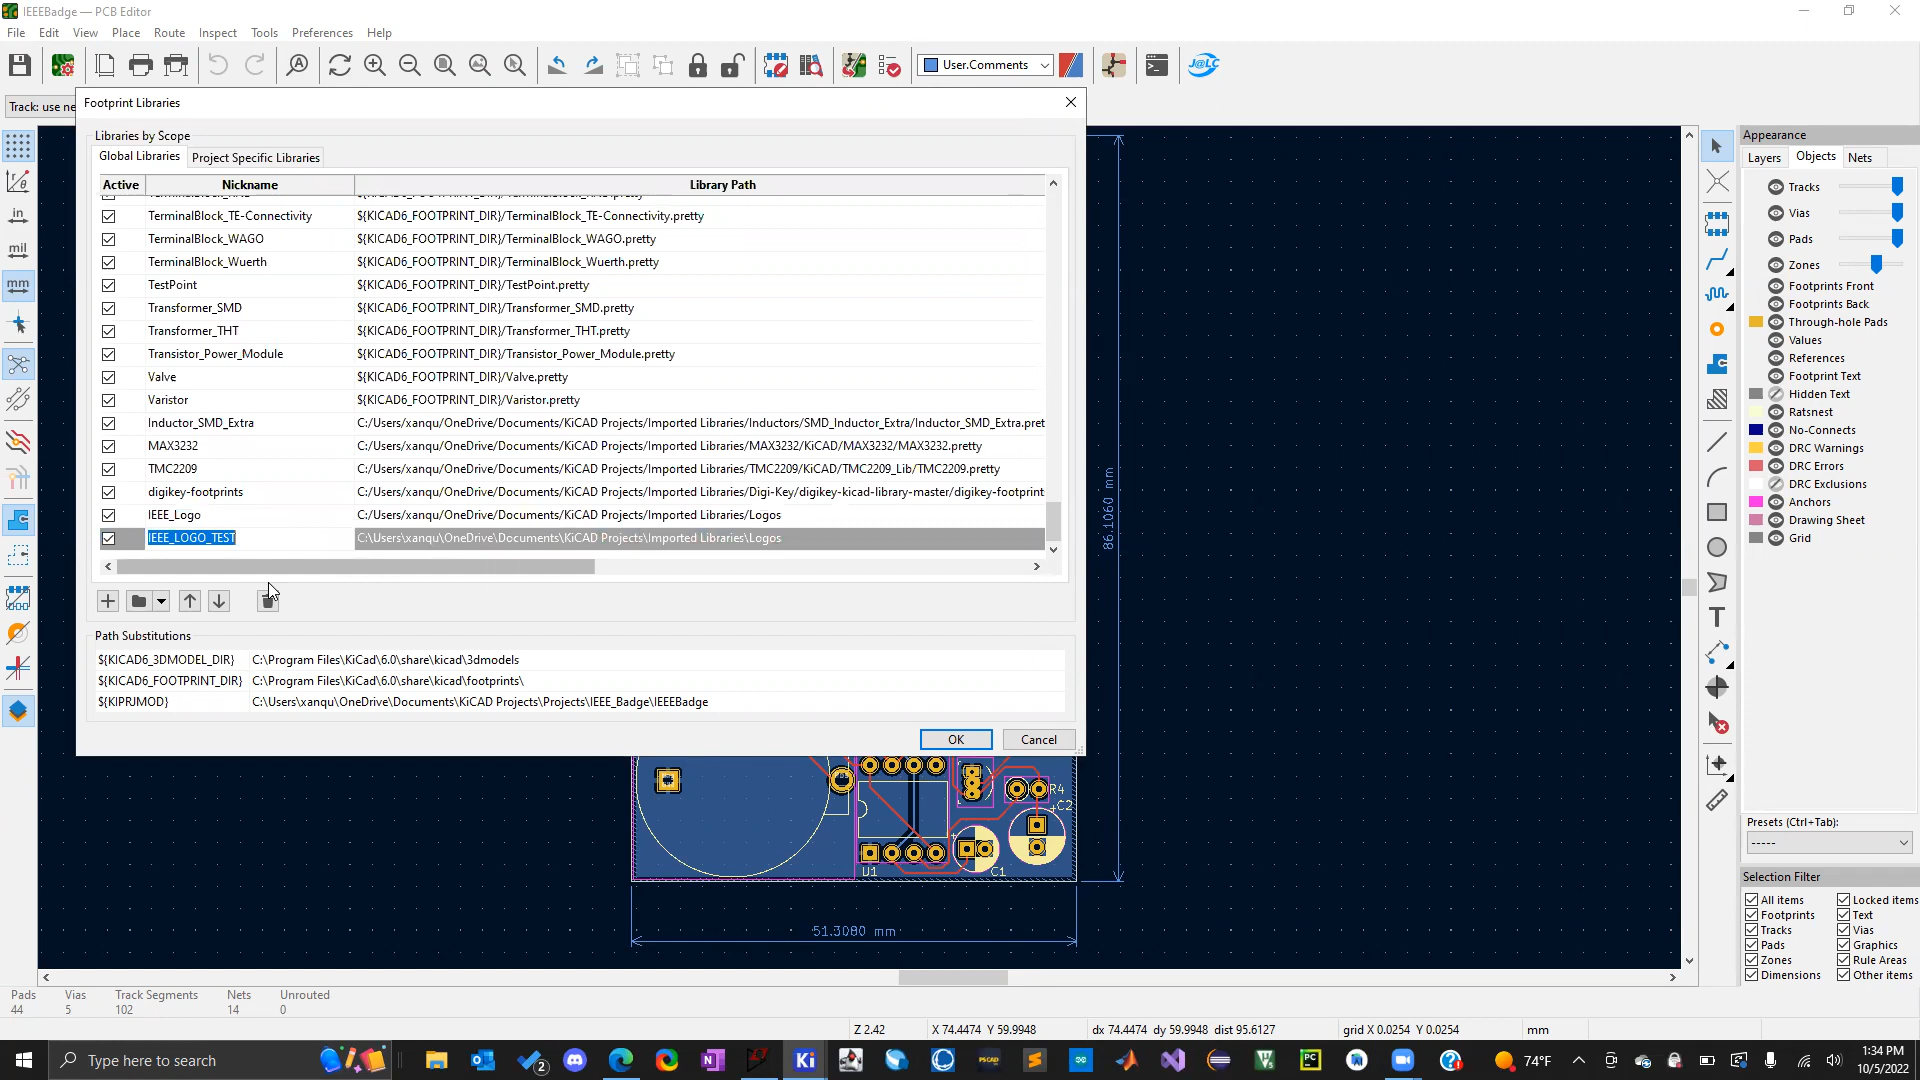 IEEEBadge — PCB Editor
File Edit View Place Route Inspect Tools Preferences Help
User.Comments
J@LC
Track: use ne
Footprint Libraries
Libraries by Scope
Global Libraries Project Specific Libraries
Active Nickname Library Path
TerminalBlock_TE-Connectivity ${KICAD6_FOOTPRINT_DIR}/TerminalBlock_TE-Connectivity.pretty
TerminalBlock_WAGO ${KICAD6_FOOTPRINT_DIR}/TerminalBlock_WAGO.pretty
TerminalBlock_Wuerth ${KICAD6_FOOTPRINT_DIR}/TerminalBlock_Wuerth.pretty
TestPoint ${KICAD6_FOOTPRINT_DIR}/TestPoint.pretty
Transformer_SMD ${KICAD6_FOOTPRINT_DIR}/Transformer_SMD.pretty
Transformer_THT ${KICAD6_FOOTPRINT_DIR}/Transformer_THT.pretty
Transistor_Power_Module ${KICAD6_FOOTPRINT_DIR}/Transistor_Power_Module.pretty
Valve ${KICAD6_FOOTPRINT_DIR}/Valve.pretty
Varistor ${KICAD6_FOOTPRINT_DIR}/Varistor.pretty
Inductor_SMD_Extra C:/Users/xanqu/OneDrive/Documents/KiCAD Projects/Imported Libraries/Inductors/SMD_Inductor_Extra/Inductor_SMD_Extra.pret
MAX3232 C:/Users/xanqu/OneDrive/Documents/KiCAD Projects/Imported Libraries/MAX3232/KiCAD/MAX3232/MAX3232.pretty
TMC2209 C:/Users/xanqu/OneDrive/Documents/KiCAD Projects/Imported Libraries/TMC2209/KiCAD/TMC2209_Lib/TMC2209.pretty
digikey-footprints C:/Users/xanqu/OneDrive/Documents/KiCAD Projects/Imported Libraries/Digi-Key/digikey-kicad-library-master/digikey-footprint
IEEE_Logo C:/Users/xanqu/OneDrive/Documents/KiCAD Projects/Imported Libraries/Logos
IEEE_LOGO_TEST C:\Users\xanqu\OneDrive\Documents\KiCAD Projects\Imported Libraries\Logos
Path Substitutions
${KICAD6_3DMODEL_DIR} C:\Program Files\KiCad\6.0\share\kicad\3dmodels
${KICAD6_FOOTPRINT_DIR} C:\Program Files\KiCad\6.0\share\kicad\footprints\
${KIPRJMOD} C:\Users\xanqu\OneDrive\Documents\KiCAD Projects\Projects\IEEE_Badge\IEEEBadge
OK Cancel
in
mil
mm
86.1060 mm
R4
C2
U1
C1
51.3080 mm
Appearance
Layers Objects Nets
Tracks
Vias
Pads
Zones
Footprints Front
Footprints Back
Through-hole Pads
Values
References
Footprint Text
Hidden Text
Ratsnest
No-Connects
DRC Warnings
DRC Errors
DRC Exclusions
Anchors
Drawing Sheet
Grid
Presets (Ctrl+Tab):
-----
Selection Filter
All items Locked items
Footprints Text
Tracks Vias
Pads Graphics
Zones Rule Areas
Dimensions Other items
Pads Vias Track Segments Nets Unrouted
44 5 102 14 0
Z 2.42 X 74.4474 Y 59.9948 dx 74.4474 dy 59.9948 dist 95.6127 grid X 0.0254 Y 0.0254 mm
Type here to search
2
Ki
PSCAD
PC
74°F
1:34 PM
10/5/2022